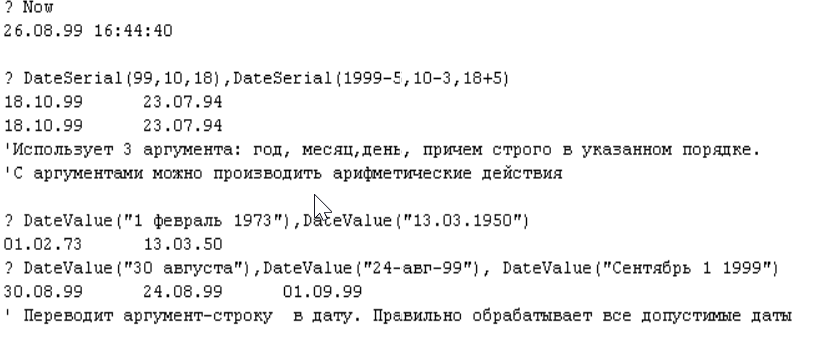 ? Now
26.08.99 16:44:40
? DateSerial(99,10,18),DateSerial(1999-5,10-3,18+5)
18.10.99 23.07.94
18.10.99 23.07.94
'Использует 3 аргумента: год, месяц,день, причем строго в указанном порядке.
'С аргументами можно производить арифметические действия
? DateValue("1 февраль 1973"),DateValue("13.03.1950")
01.02.73 13.03.50
? DateValue("30 августа"),DateValue("24-авг-99"), DateValue("Сентябрь 1 1999")
30.08.99 24.08.99 01.09.99
' Переводит аргумент-строку в дату. Правильно обрабатывает все допустимые даты